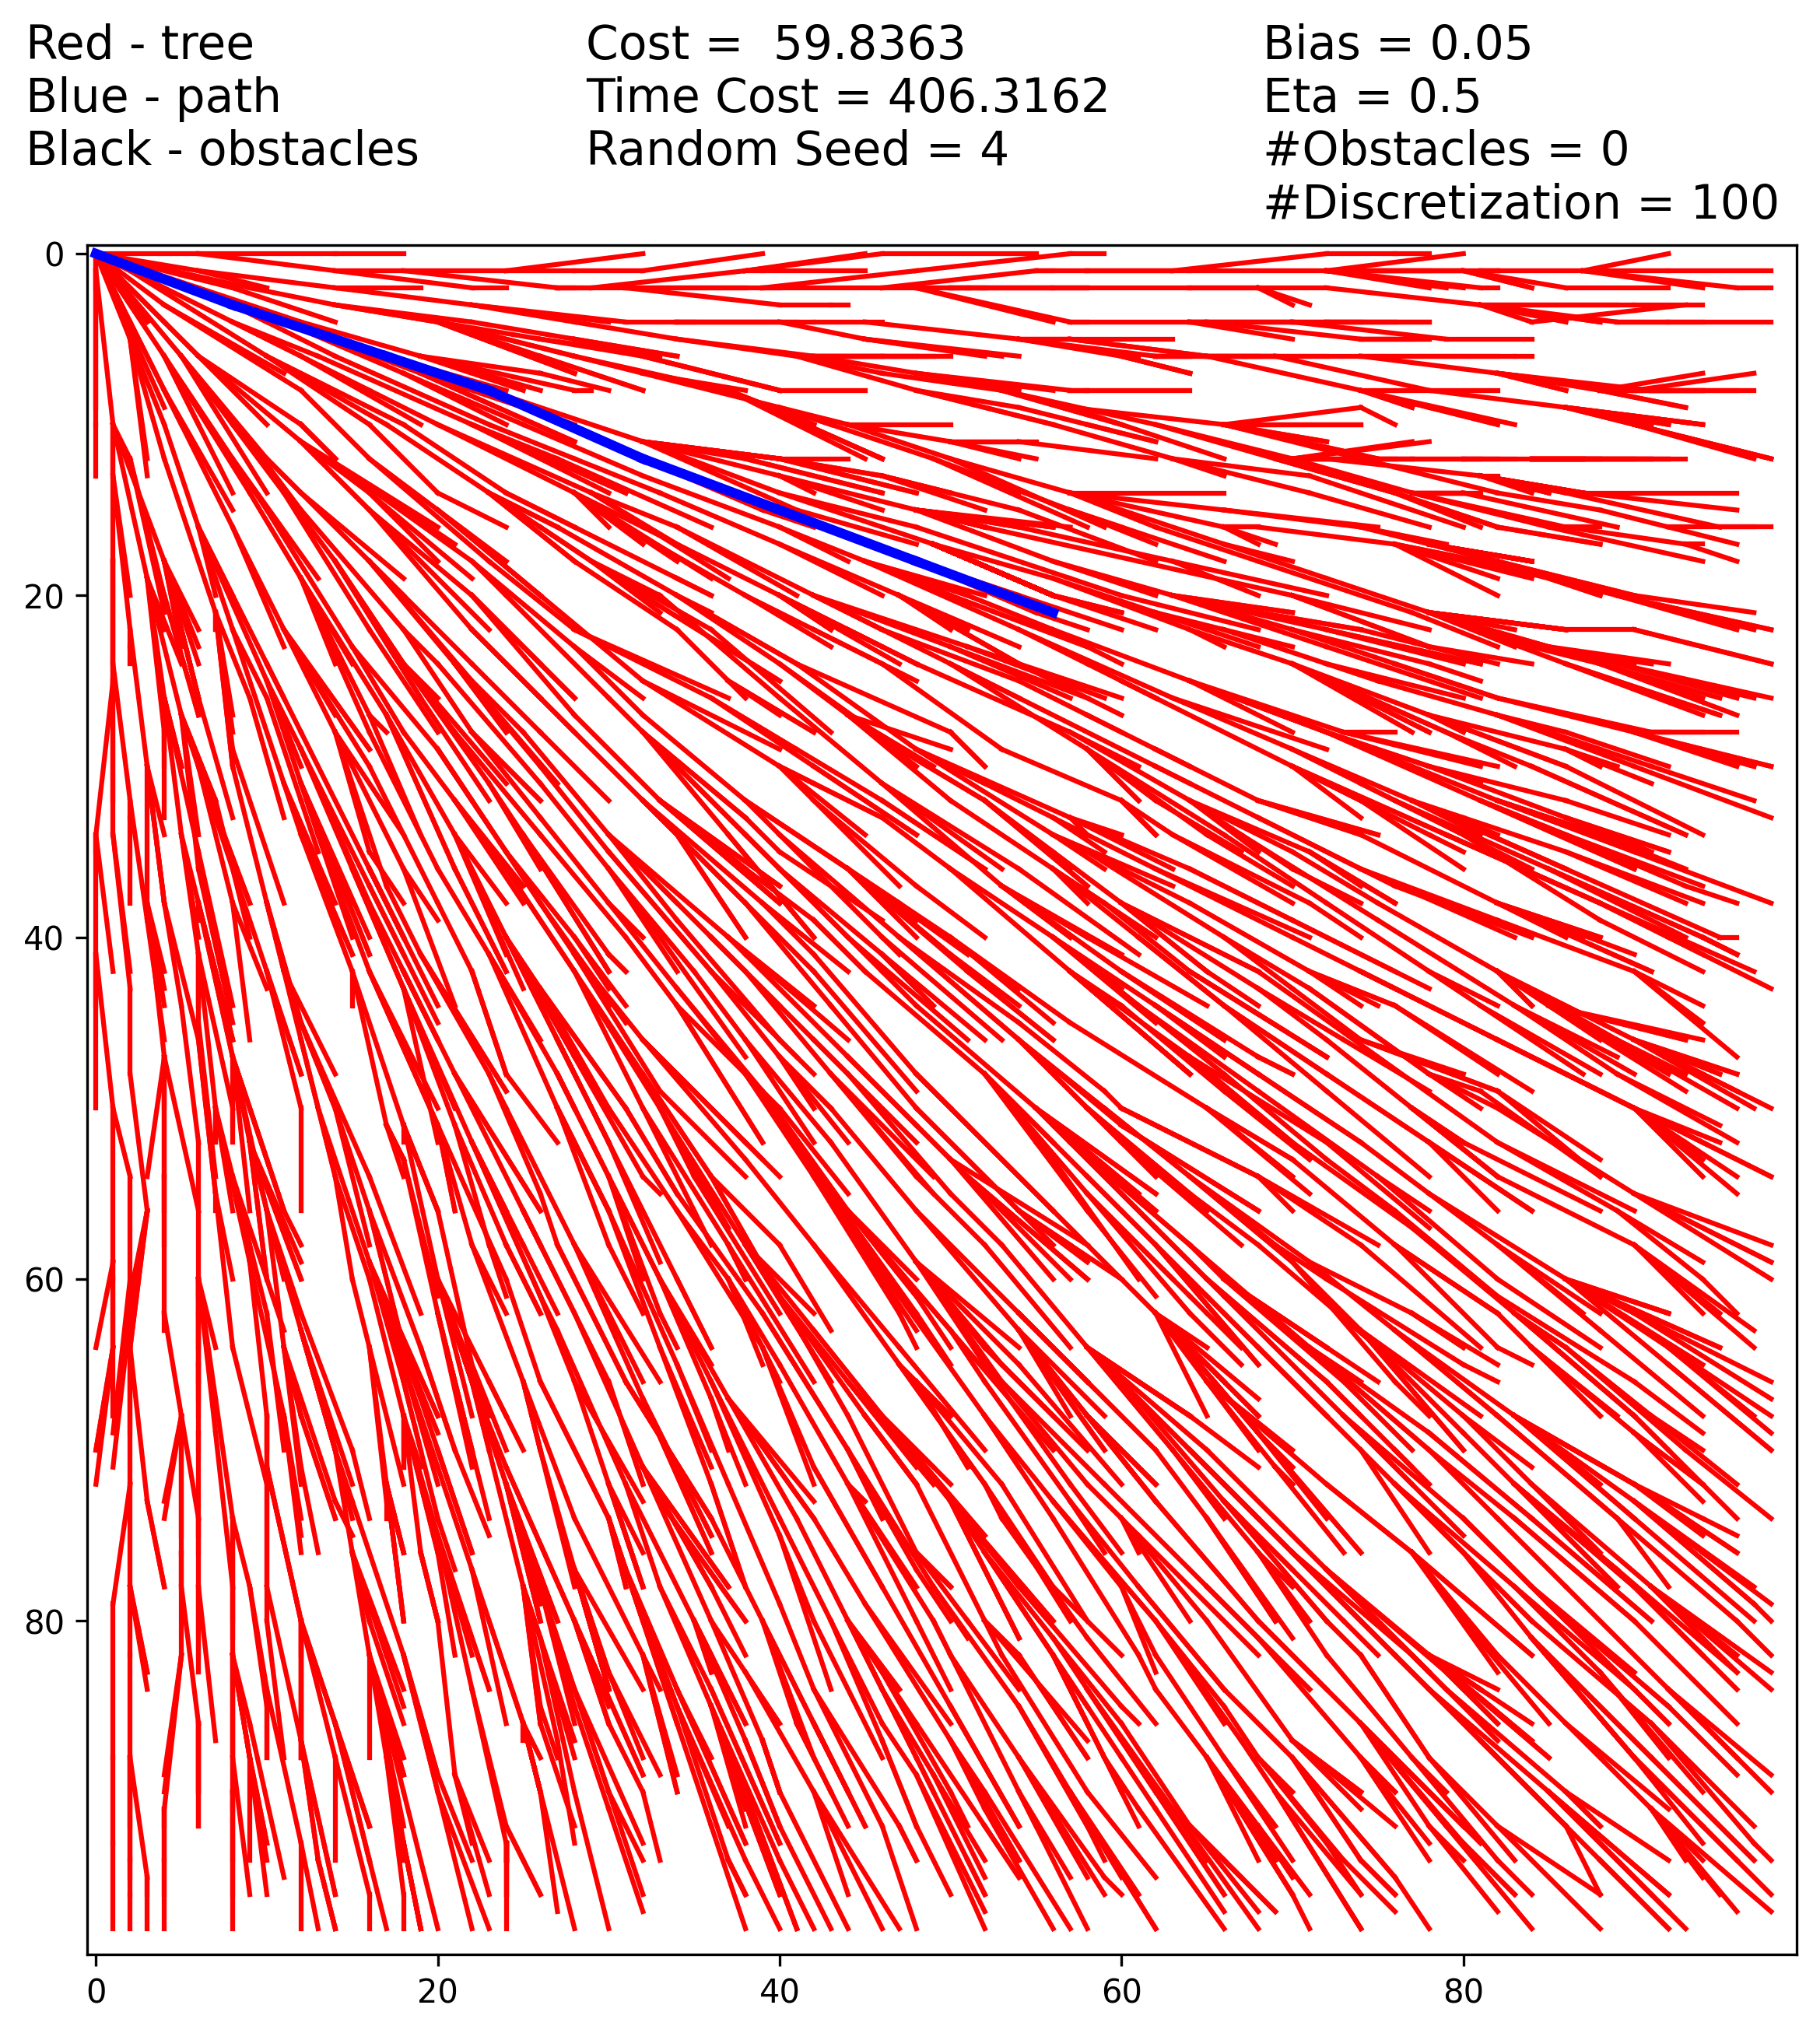 Red - tree
Blue - path
Black - obstacles
Cost =  59.8363
Time Cost = 406.3162
Random Seed = 4
Bias = 0.05
Eta = 0.5
#Obstacles = 0
#Discretization = 100
0
20
40
60
80
0 20 40 60 80